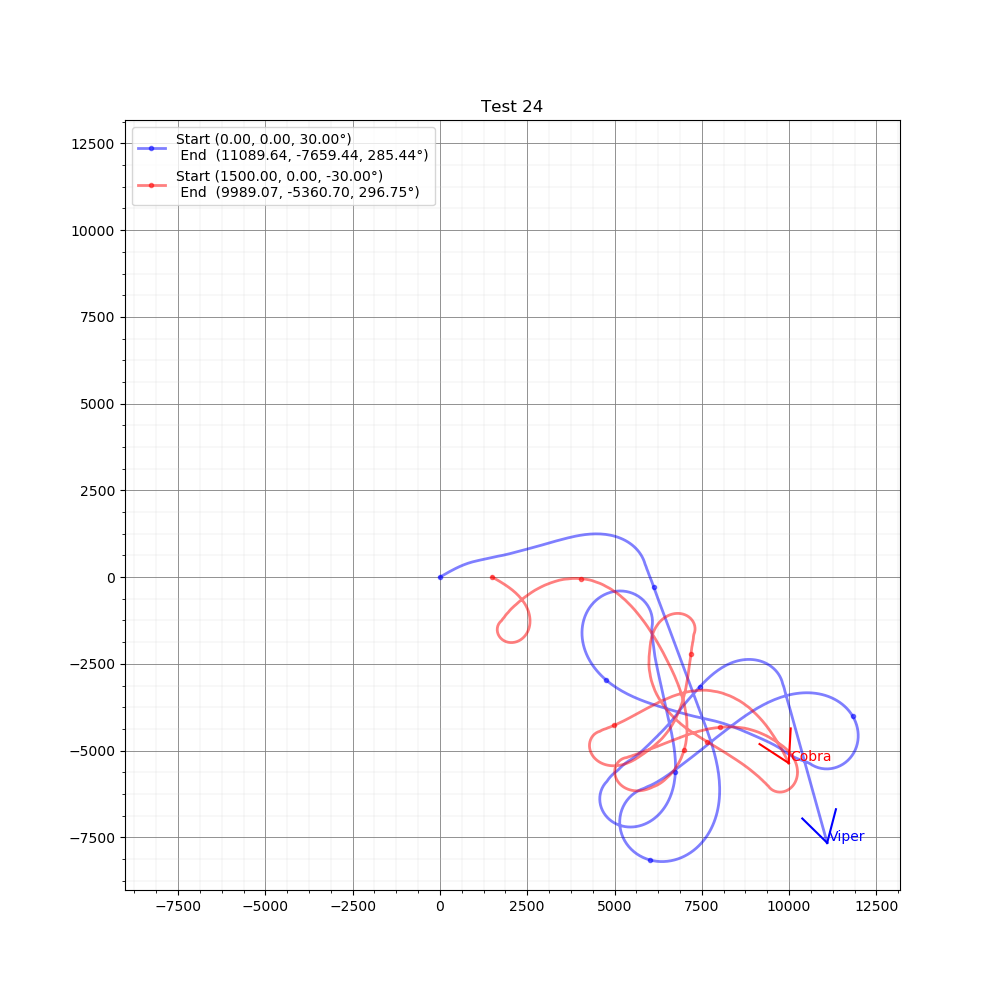 Test 24
Start (0.00, 0.00, 30.00°)
End (11089.64, -7659.44, 285.44°)
Start (1500.00, 0.00, -30.00°)
End (9989.07, -5360.70, 296.75°)
12500
10000
7500
5000
2500
0
−2500
−5000
−7500
Cobra
Viper
−7500 −5000 −2500 0 2500 5000 7500 10000 12500